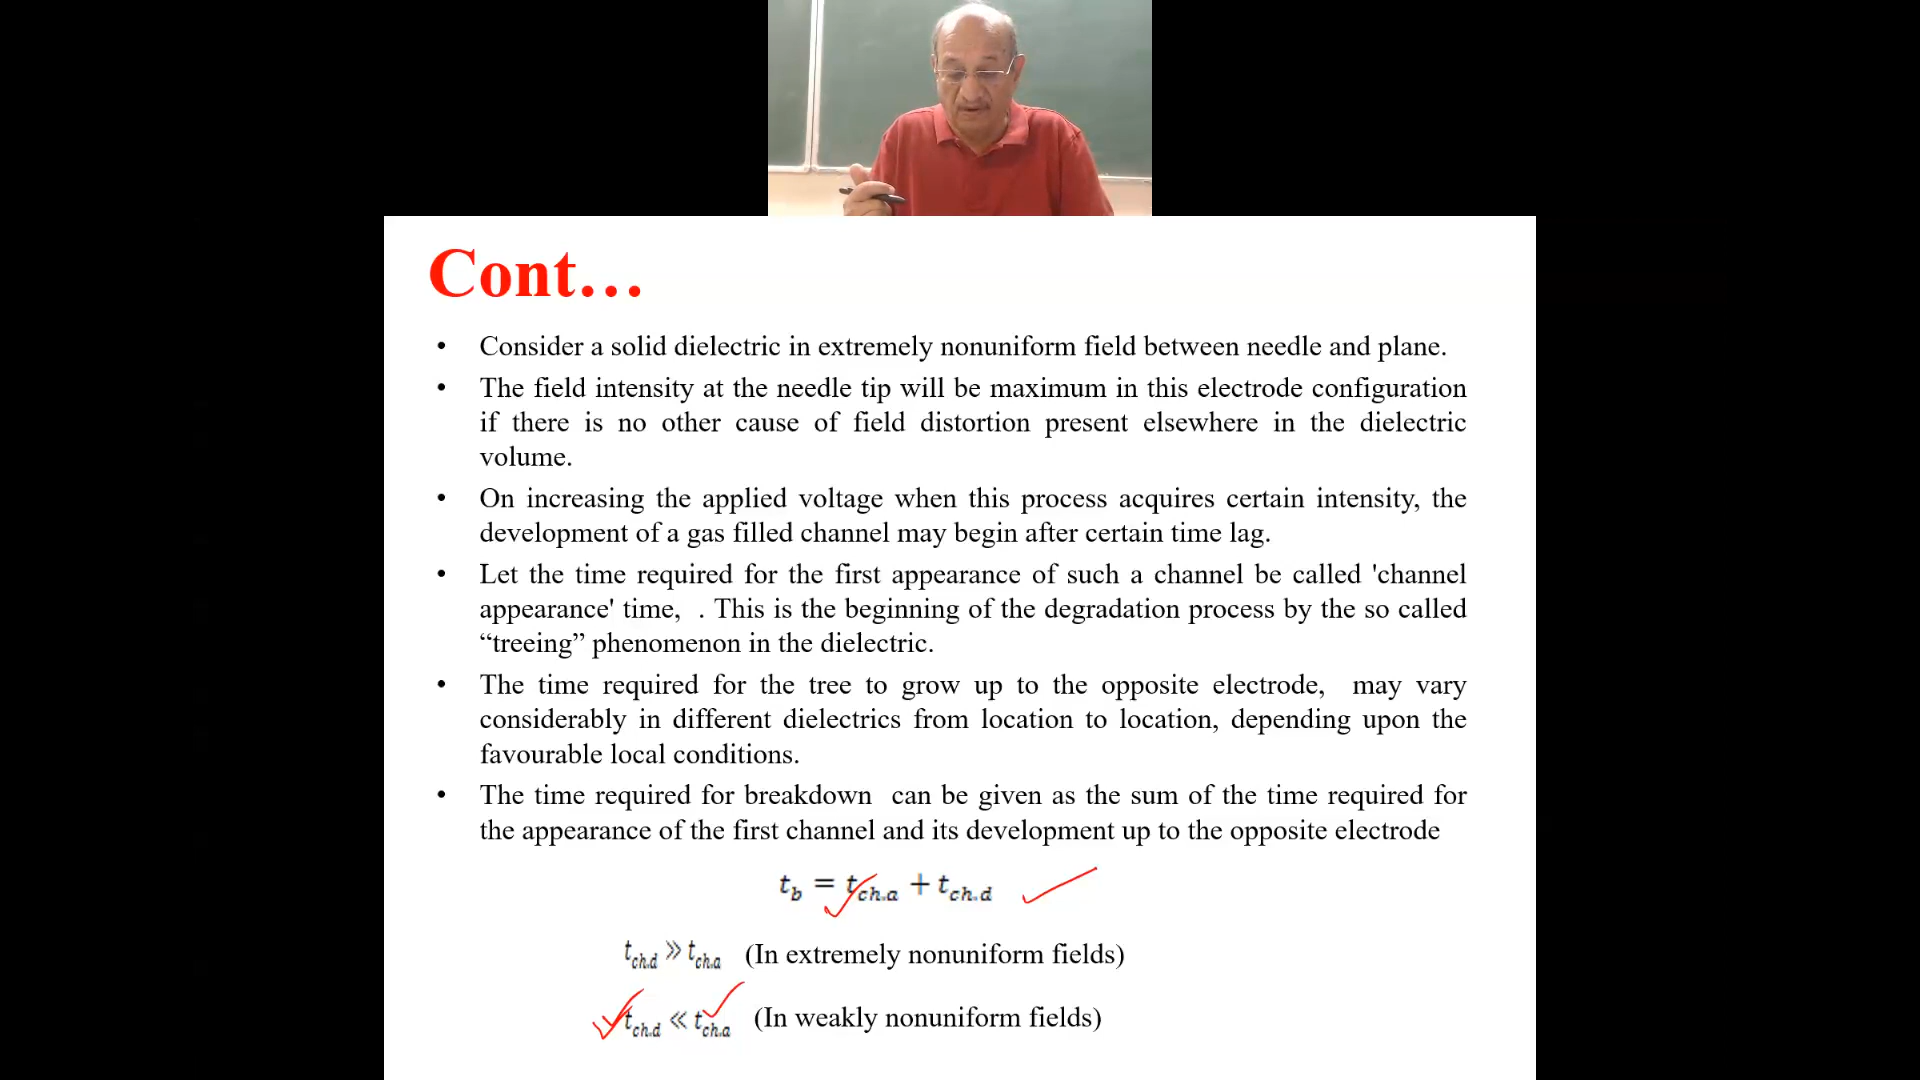 Cont…
• Consider a solid dielectric in extremely nonuniform field between needle and plane.
• The field intensity at the needle tip will be maximum in this electrode configuration
if there is no other cause of field distortion present elsewhere in the dielectric
volume.
• On increasing the applied voltage when this process acquires certain intensity, the
development of a gas filled channel may begin after certain time lag.
• Let the time required for the first appearance of such a channel be called 'channel
appearance' time, . This is the beginning of the degradation process by the so called
“treeing” phenomenon in the dielectric.
• The time required for the tree to grow up to the opposite electrode, may vary
considerably in different dielectrics from location to location, depending upon the
favourable local conditions.
• The time required for breakdown can be given as the sum of the time required for
the appearance of the first channel and its development up to the opposite electrode
t_b = t_ch.a + t_ch.d
t_ch.d ≫ t_ch.a (In extremely nonuniform fields)
t_ch.d ≪ t_ch.a (In weakly nonuniform fields)